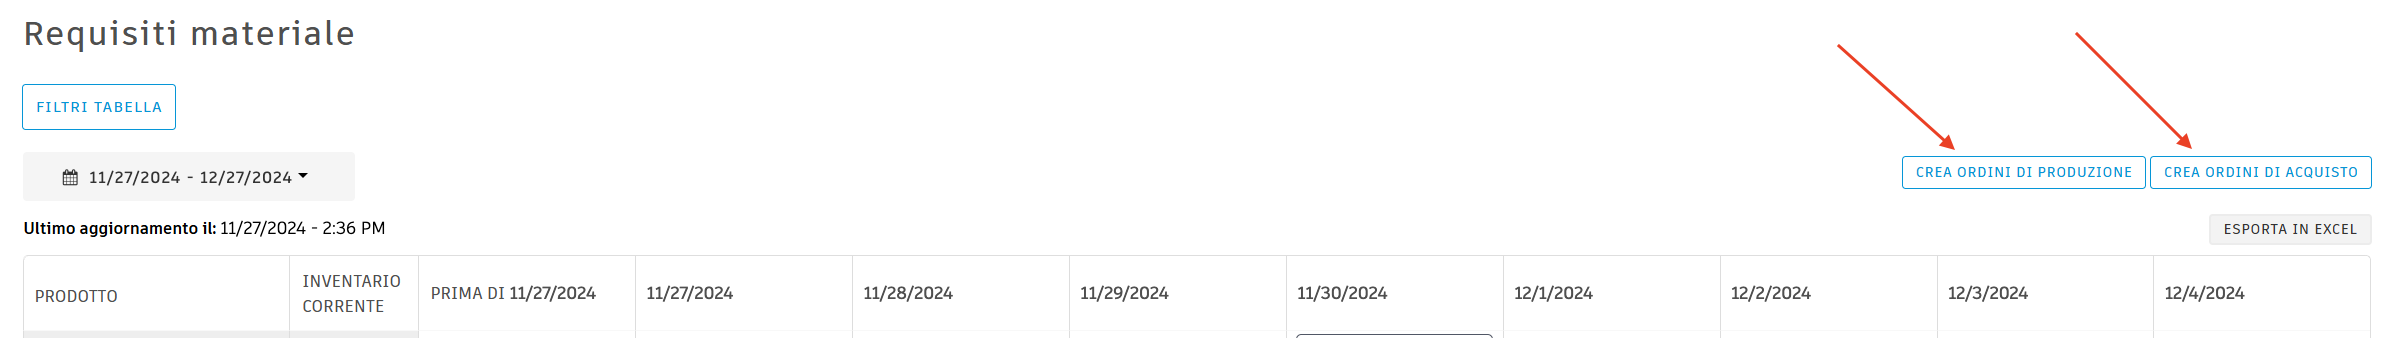 Requisiti materiale
FILTRI TABELLA
11/27/2024 - 12/27/2024
CREA ORDINI DI PRODUZIONE
CREA ORDINI DI ACQUISTO
Ultimo aggiornamento il: 11/27/2024 - 2:36 PM
ESPORTA IN EXCEL
PRODOTTO
INVENTARIO
CORRENTE
PRIMA DI 11/27/2024
11/27/2024
11/28/2024
11/29/2024
11/30/2024
12/1/2024
12/2/2024
12/3/2024
12/4/2024